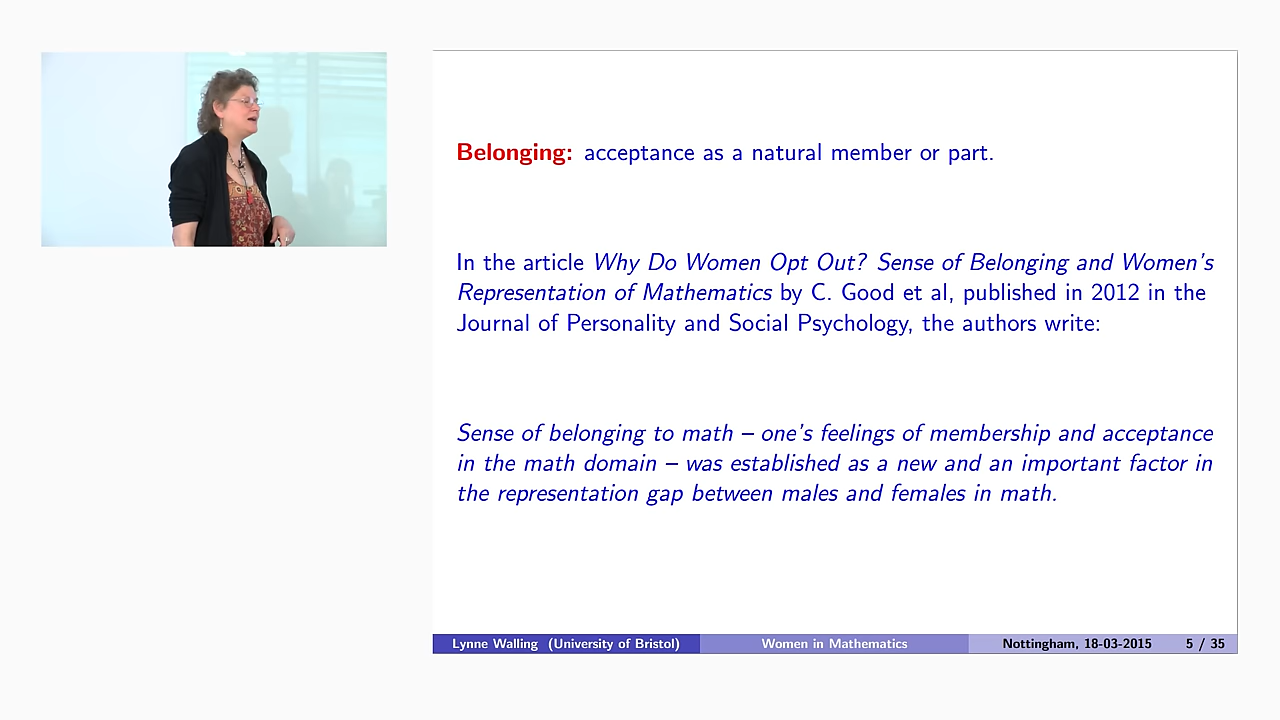 Belonging: acceptance as a natural member or part.
In the article Why Do Women Opt Out? Sense of Belonging and Women's
Representation of Mathematics by C. Good et al, published in 2012 in the
Journal of Personality and Social Psychology, the authors write:
Sense of belonging to math – one's feelings of membership and acceptance
in the math domain – was established as a new and an important factor in
the representation gap between males and females in math.
Lynne Walling (University of Bristol) Women in Mathematics Nottingham, 18-03-2015 5 / 35